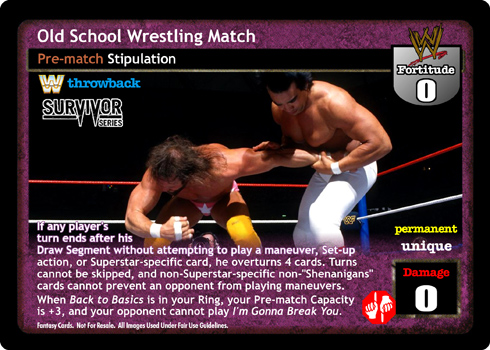 Old School Wrestling Match
Pre-match Stipulation
W
Fortitude
0
W throwback
SURVIVOR
SERIES
If any player's
turn ends after his
Draw Segment without attempting to play a maneuver, Set-up
action, or Superstar-specific card, he overturns 4 cards. Turns
cannot be skipped, and non-Superstar-specific non-"Shenanigans"
cards cannot prevent an opponent from playing maneuvers.
When Back to Basics is in your Ring, your Pre-match Capacity
is +3, and your opponent cannot play I'm Gonna Break You.
Fantasy Cards. Not For Resale. All Images Used Under Fair Use Guidelines.
permanent
unique
Damage
0